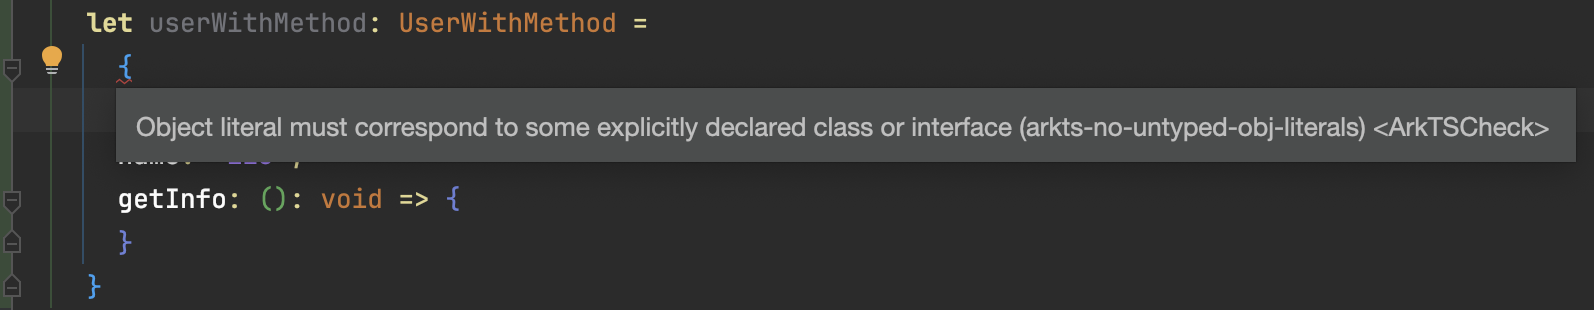 let userWithMethod: UserWithMethod =
{
Object literal must correspond to some explicitly declared class or interface (arkts-no-untyped-obj-literals) <ArkTSCheck>
getInfo: (): void => {
}
}